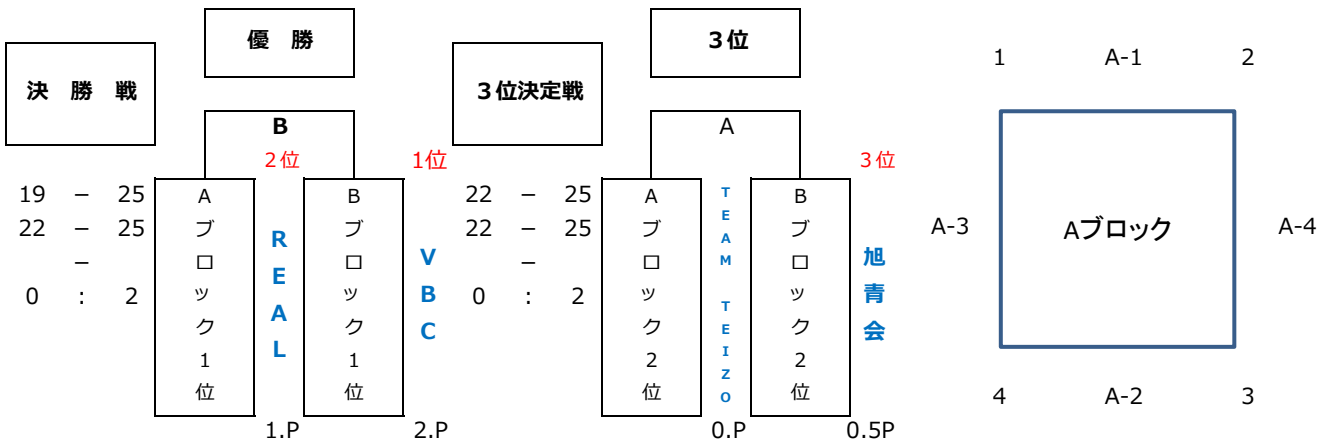 優 勝
決 勝 戦
B
2位
1位
19 － 25
22 － 25
－
0 : 2
Aブロック1位
REAL
Bブロック1位
VBC
1.P
2.P
3位
3位決定戦
A
3位
22 － 25
22 － 25
－
0 : 2
Aブロック2位
TEAM TEIZO
Bブロック2位
旭青会
0.P
0.5P
1 A-1 2
A-3 Aブロック A-4
4 A-2 3